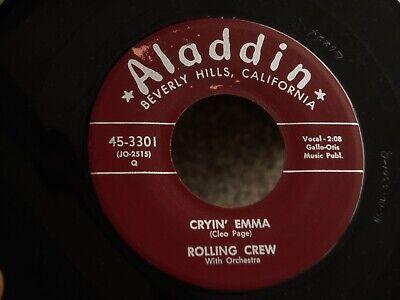 Aladdin
BEVERLY HILLS, CALIFORNIA
45-3301
(JO-2515)
Q
Vocal - 2:08
Gallo-Otis
Music Publ.
CRYIN' EMMA
(Cleo Page)
ROLLING CREW
With Orchestra